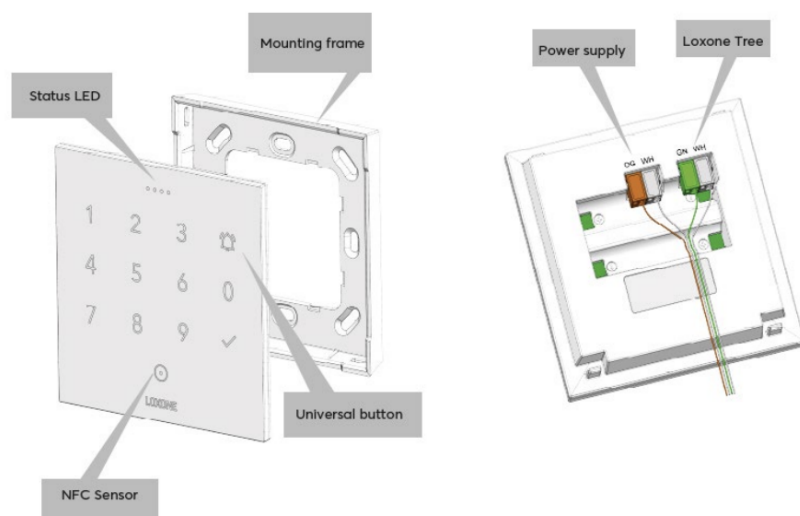 Mounting frame
Power supply
Loxone Tree
Status LED
OG WH
GN WH
1 2 3
4 5 6 0
7 8 9
LOXONE
Universal button
NFC Sensor